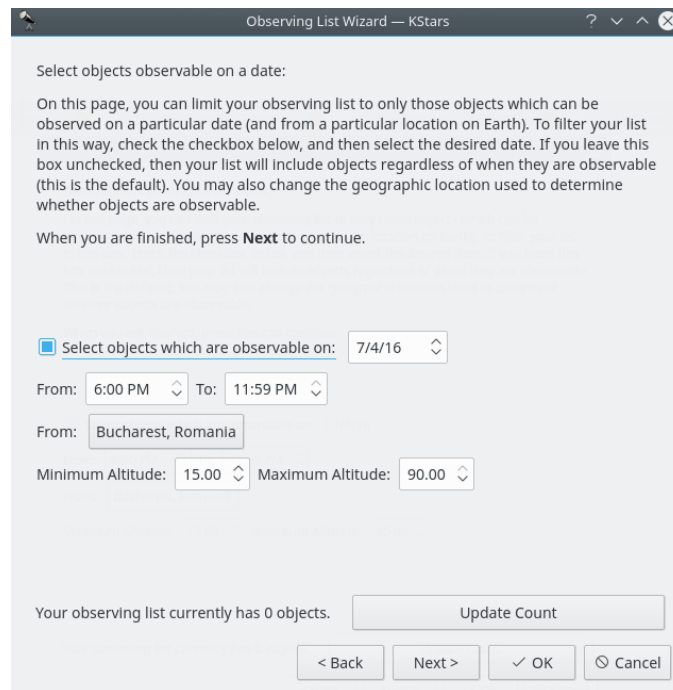 Observing List Wizard — KStars
Select objects observable on a date:
On this page, you can limit your observing list to only those objects which can be
observed on a particular date (and from a particular location on Earth). To filter your list
in this way, check the checkbox below, and then select the desired date. If you leave this
box unchecked, then your list will include objects regardless of when they are observable
(this is the default). You may also change the geographic location used to determine
whether objects are observable.
When you are finished, press Next to continue.
Select objects which are observable on: 7/4/16
From: 6:00 PM To: 11:59 PM
From: Bucharest, Romania
Minimum Altitude: 15.00 Maximum Altitude: 90.00
Your observing list currently has 0 objects. Update Count
< Back Next > OK Cancel